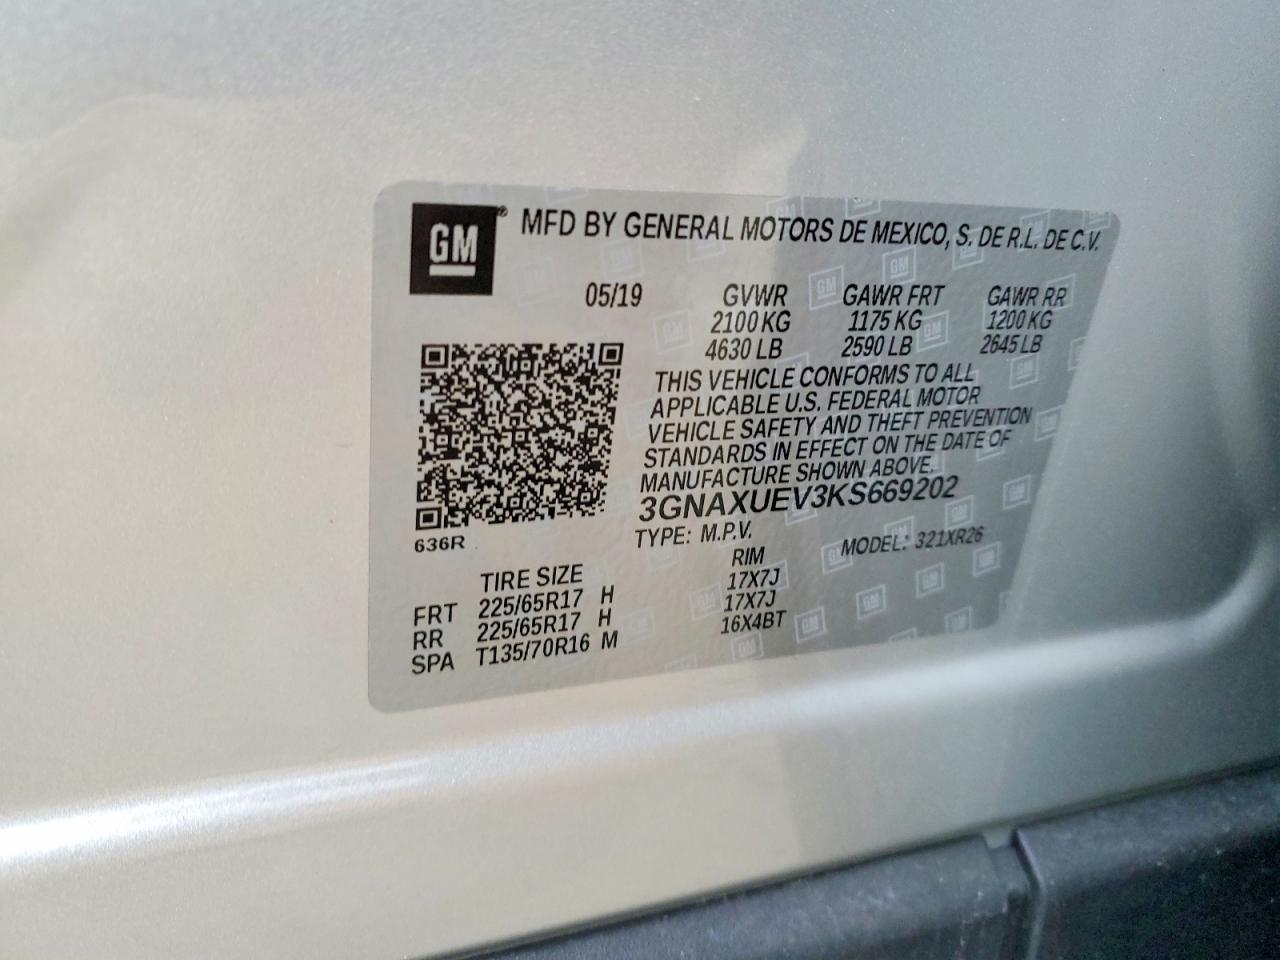 GM® MFD BY GENERAL MOTORS DE MEXICO, S. DE R.L. DE C.V.
05/19 GVWR GAWR FRT GAWR RR
2100 KG 1175 KG 1200 KG
4630 LB 2590 LB 2645 LB
THIS VEHICLE CONFORMS TO ALL
APPLICABLE U.S. FEDERAL MOTOR
VEHICLE SAFETY AND THEFT PREVENTION
STANDARDS IN EFFECT ON THE DATE OF
MANUFACTURE SHOWN ABOVE.
3GNAXUEV3KS669202
636R TYPE: M.P.V. MODEL: 321XR26
TIRE SIZE RIM
FRT 225/65R17 H 17X7J
RR 225/65R17 H 17X7J
SPA T135/70R16 M 16X4BT